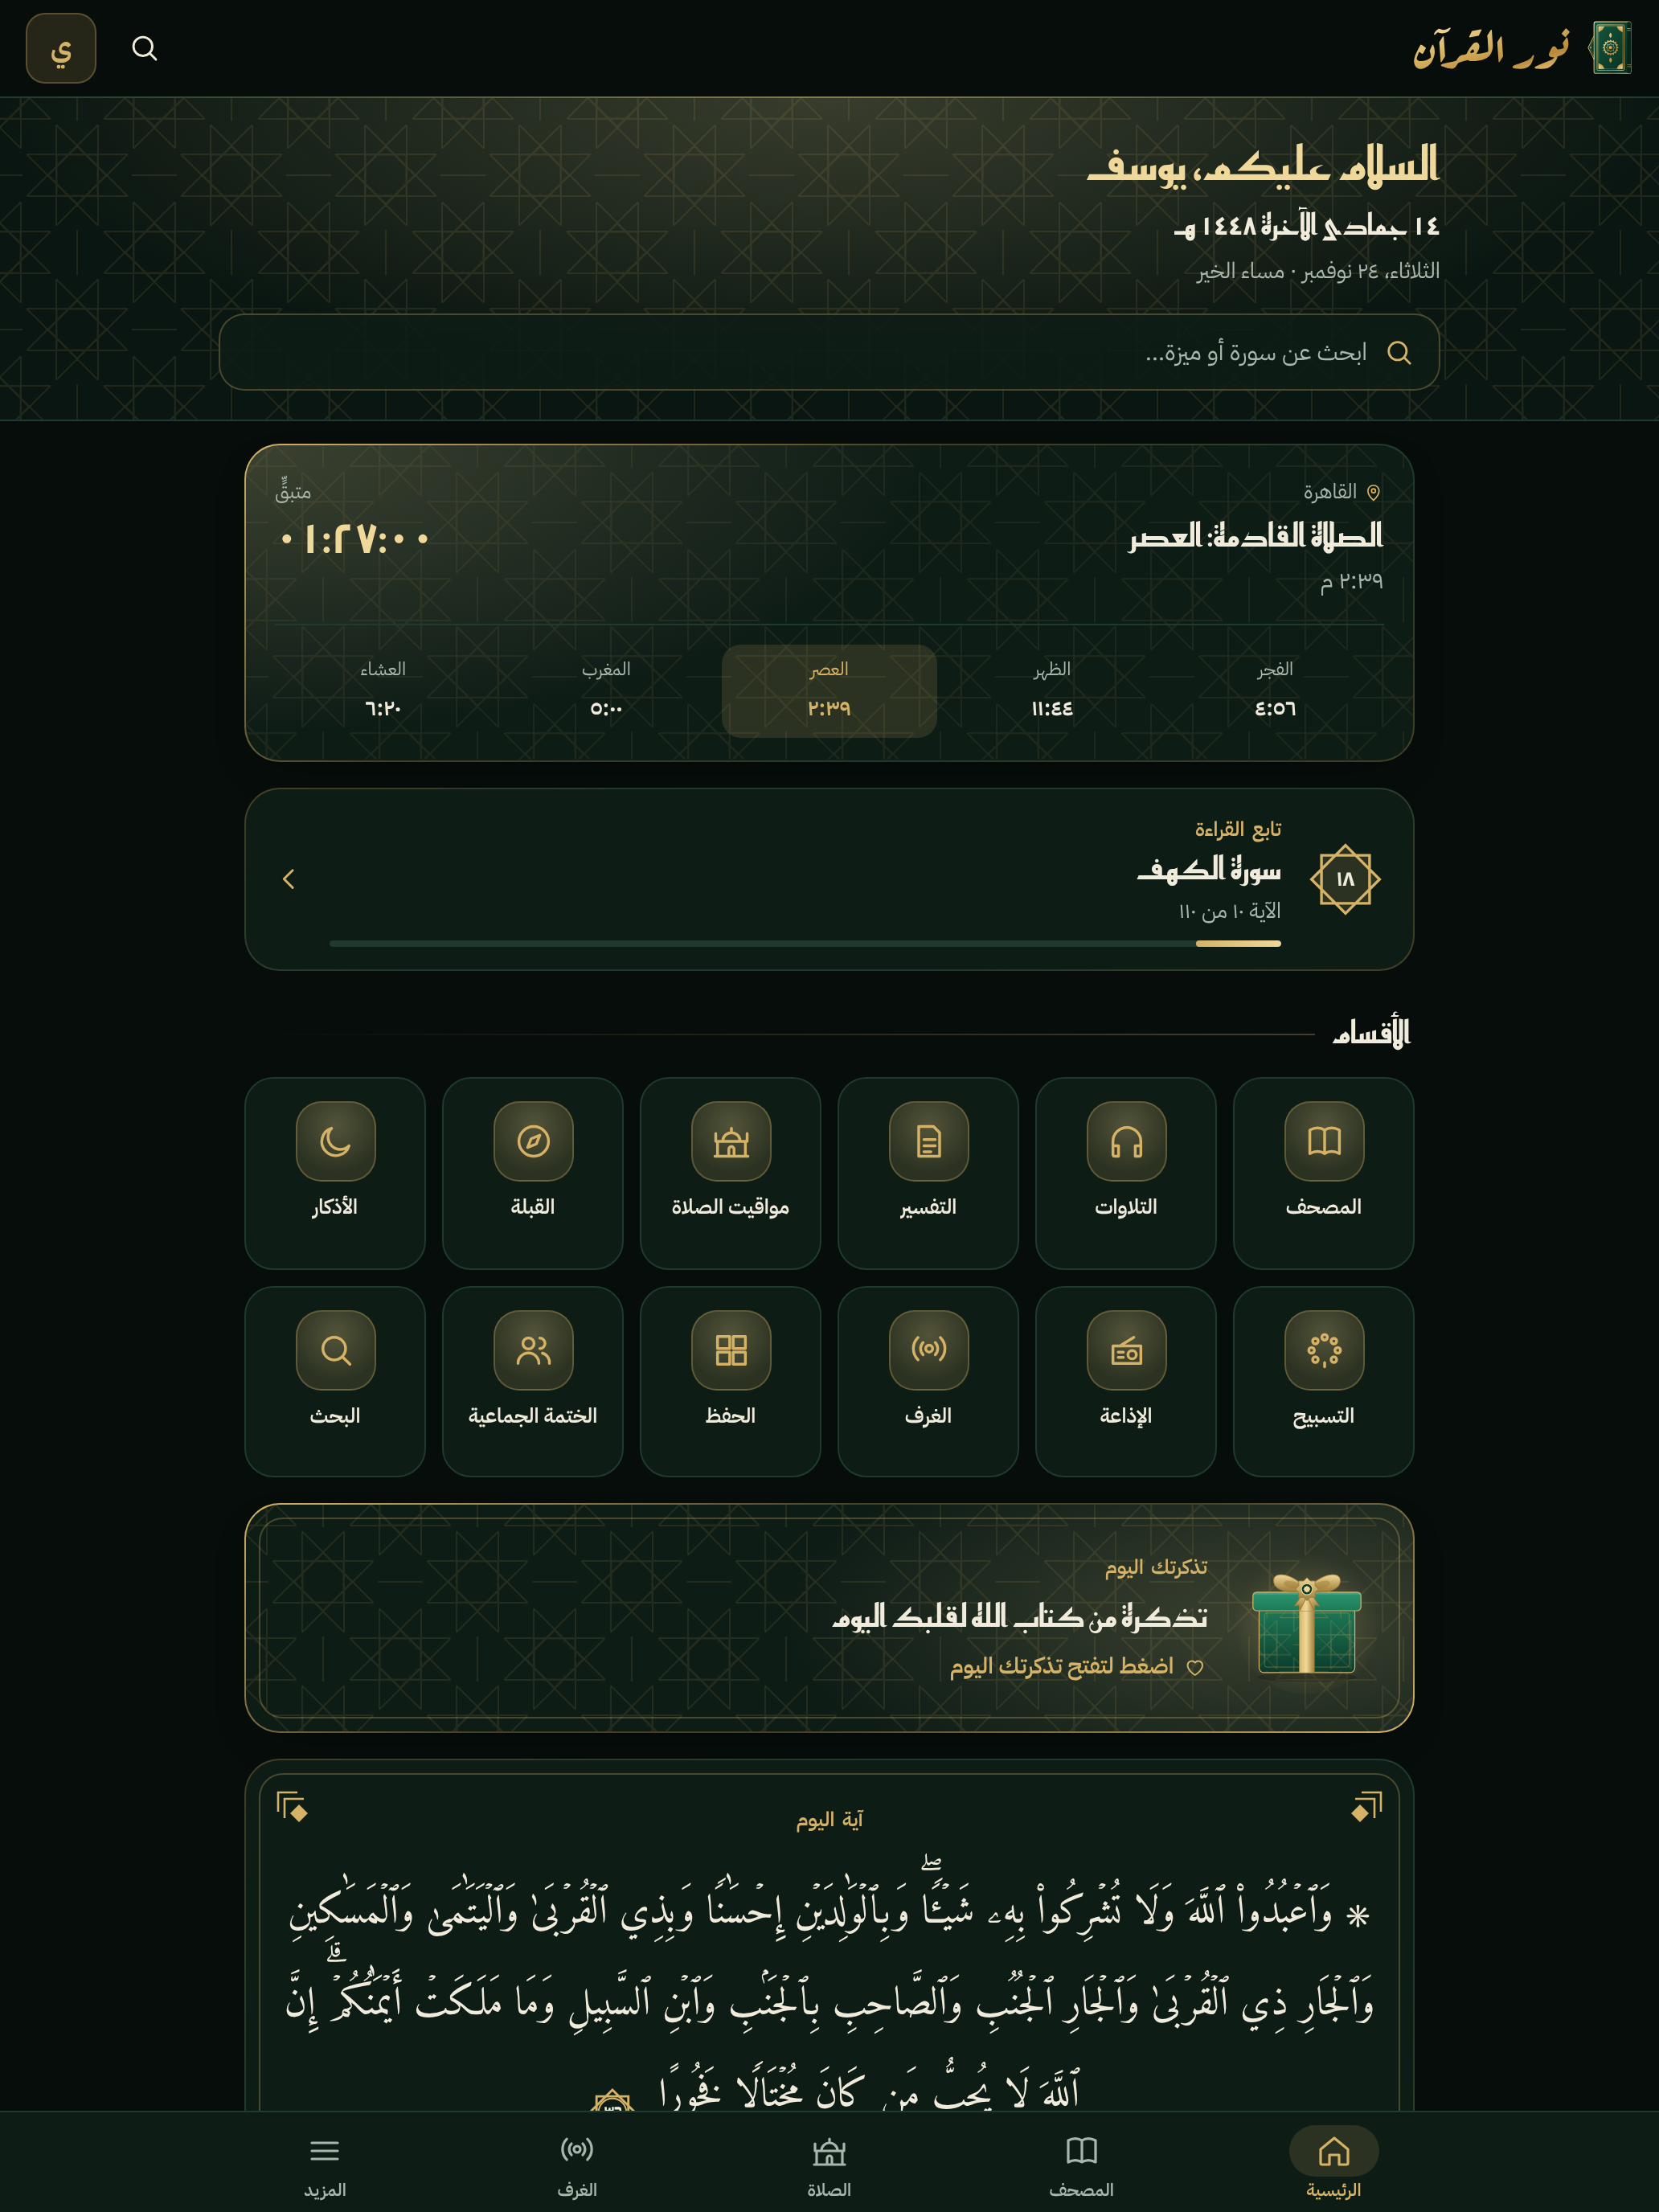 نور القرآن
ي
السلام عليكم، يوسف
١٤ جمادى الآخرة ١٤٤٨ هـ
الثلاثاء، ٢٤ نوفمبر · مساء الخير
ابحث عن سورة أو ميزة...
القاهرة
متبقٍّ
الصلاة القادمة: العصر
٠١:٢٧:٠٠
٢:٣٩ م
الفجر
الظهر
العصر
المغرب
العشاء
٤:٥٦
١١:٤٤
٢:٣٩
٥:٠٠
٦:٢٠
تابع القراءة
١٨
سورة الكهف
الآية ١٠ من ١١٠
الأقسام
المصحف
التلاوات
التفسير
مواقيت الصلاة
القبلة
الأذكار
التسبيح
الإذاعة
الغرف
الحفظ
الختمة الجماعية
البحث
تذكرتك اليوم
تذكرة من كتاب الله لقلبك اليوم
اضغط لتفتح تذكرتك اليوم
آية اليوم
۞ وَٱعۡبُدُواْ ٱللَّهَ وَلَا تُشۡرِكُواْ بِهِۦ شَيۡـٔٗاۖ وَبِٱلۡوَٰلِدَيۡنِ إِحۡسَٰنٗا وَبِذِي ٱلۡقُرۡبَىٰ وَٱلۡيَتَٰمَىٰ وَٱلۡمَسَٰكِينِ
وَٱلۡجَارِ ذِي ٱلۡقُرۡبَىٰ وَٱلۡجَارِ ٱلۡجُنُبِ وَٱلصَّاحِبِ بِٱلۡجَنۢبِ وَٱبۡنِ ٱلسَّبِيلِ وَمَا مَلَكَتۡ أَيۡمَٰنُكُمۡۗ إِنَّ
ٱللَّهَ لَا يُحِبُّ مَن كَانَ مُخۡتَالٗا فَخُورًا ٣٦
الرئيسية
المصحف
الصلاة
الغرف
المزيد